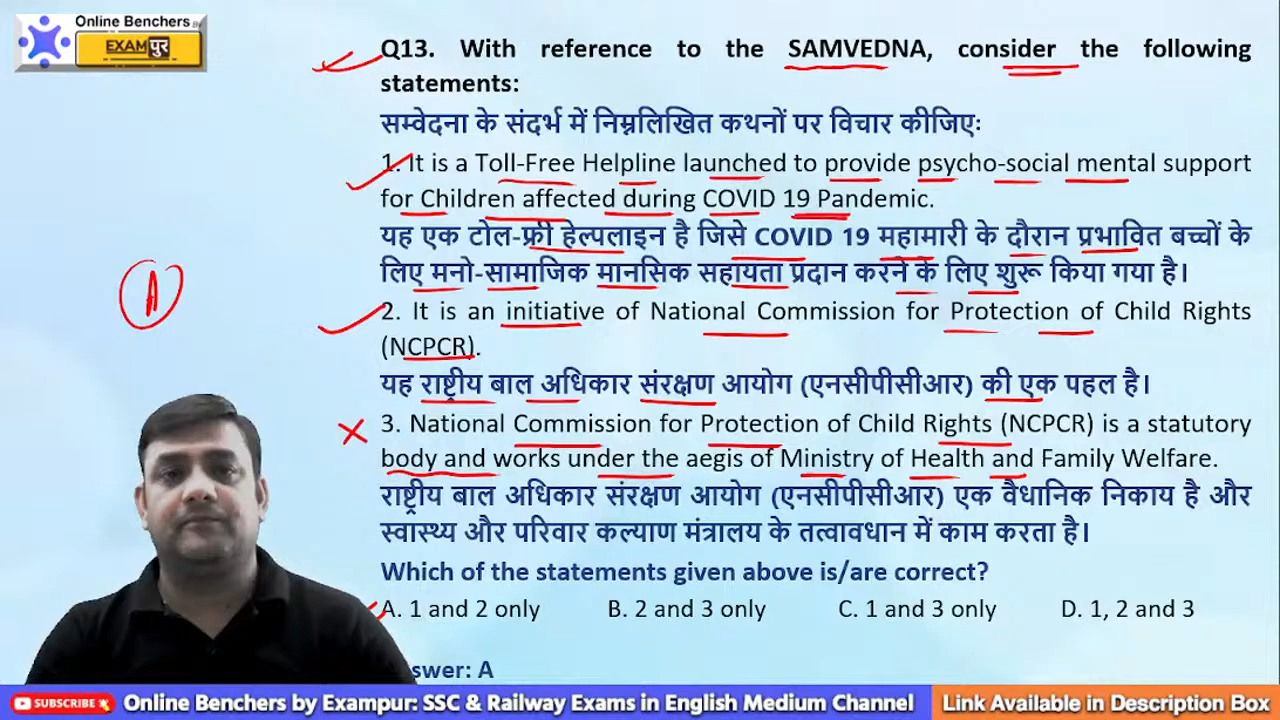 Online Benchers By
EXAMपुर
Q13. With reference to the SAMVEDNA, consider the following
statements:
सम्वेदना के संदर्भ में निम्नलिखित कथनों पर विचार कीजिएः
1. It is a Toll-Free Helpline launched to provide psycho-social mental support
for Children affected during COVID 19 Pandemic.
यह एक टोल-फ्री हेल्पलाइन है जिसे COVID 19 महामारी के दौरान प्रभावित बच्चों के
लिए मनो-सामाजिक मानसिक सहायता प्रदान करने के लिए शुरू किया गया है।
A
2. It is an initiative of National Commission for Protection of Child Rights
(NCPCR).
यह राष्ट्रीय बाल अधिकार संरक्षण आयोग (एनसीपीसीआर) की एक पहल है।
3. National Commission for Protection of Child Rights (NCPCR) is a statutory
body and works under the aegis of Ministry of Health and Family Welfare.
राष्ट्रीय बाल अधिकार संरक्षण आयोग (एनसीपीसीआर) एक वैधानिक निकाय है और
स्वास्थ्य और परिवार कल्याण मंत्रालय के तत्वावधान में काम करता है।
Which of the statements given above is/are correct?
A. 1 and 2 only B. 2 and 3 only C. 1 and 3 only D. 1, 2 and 3
swer: A
SUBSCRIBE Online Benchers by Exampur: SSC & Railway Exams in English Medium Channel Link Available in Description Box